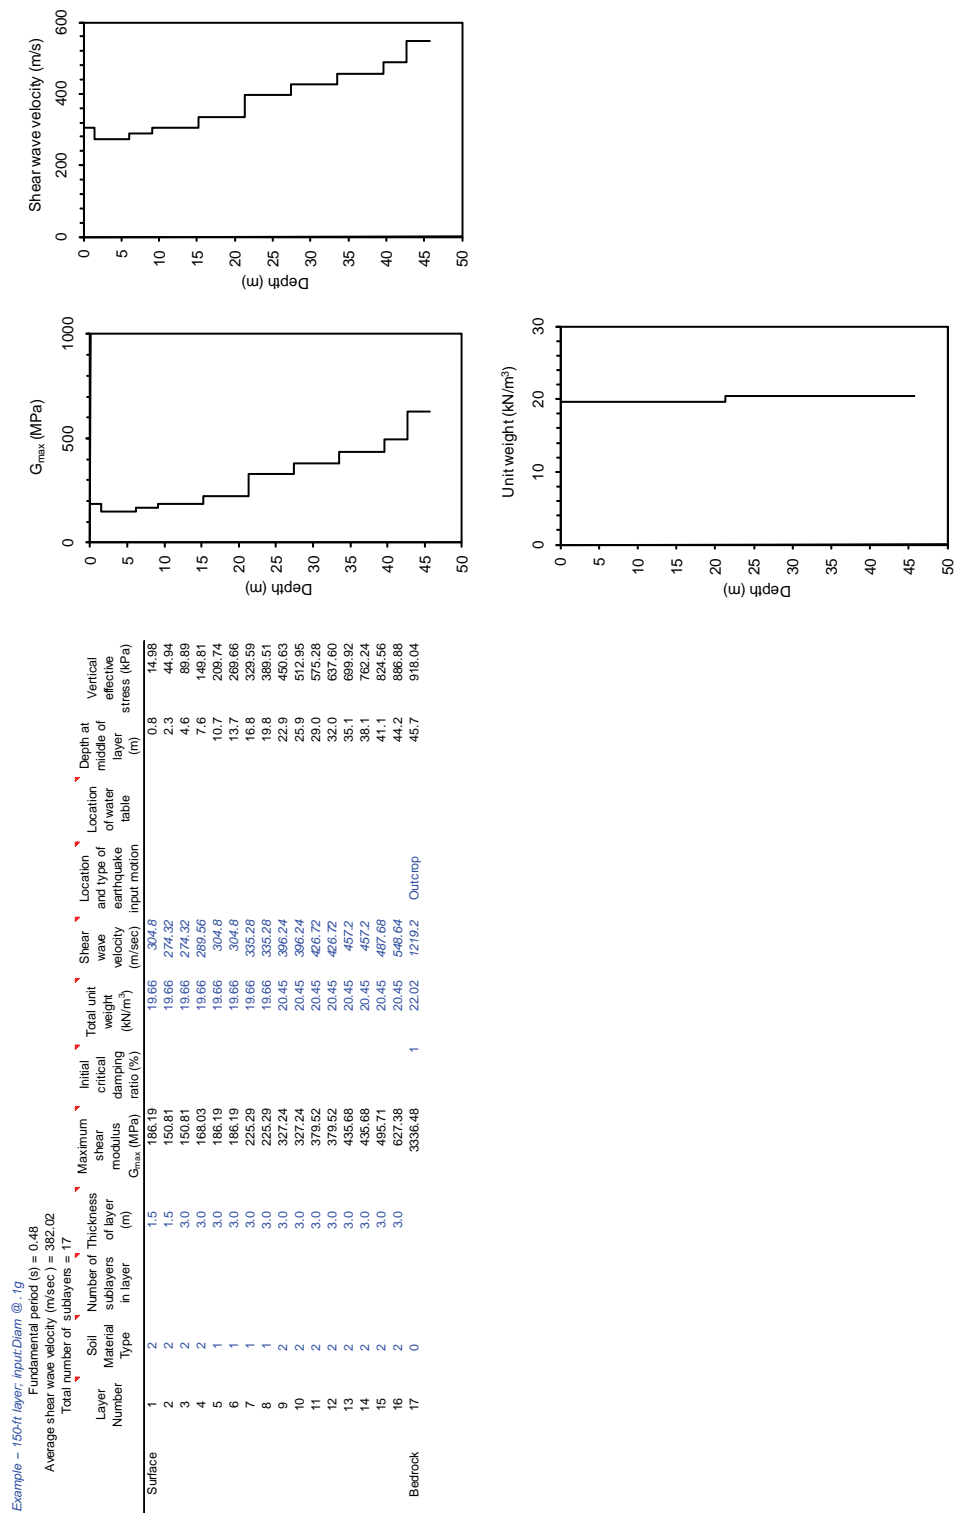 Example – 150-ft layer; input:Diam @ .1g
Fundamental period (s) = 0.48
Average shear wave velocity (m/sec) = 382.02
Total number of sublayers = 17
Layer Number | Soil Material Type | Number of sublayers in layer | Thickness of layer (m) | Maximum shear modulus Gmax (MPa) | Initial critical damping ratio (%) | Total unit weight (kN/m³) | Shear wave velocity (m/sec) | Location and type of earthquake input motion | Location of water table | Depth at middle of layer (m) | Vertical effective stress (kPa)
Surface 1 2 1.5 186.19 19.66 304.8 0.8 14.98
2 2 1.5 150.81 19.66 274.32 2.3 44.94
3 2 3.0 150.81 19.66 274.32 4.6 89.89
4 2 3.0 168.03 19.66 289.56 7.6 149.81
5 1 3.0 186.19 19.66 304.8 10.7 209.74
6 1 3.0 186.19 19.66 304.8 13.7 269.66
7 1 3.0 225.29 19.66 335.28 16.8 329.59
8 1 3.0 225.29 19.66 335.28 19.8 389.51
9 2 3.0 327.24 20.45 396.24 22.9 450.63
10 2 3.0 327.24 20.45 396.24 25.9 512.95
11 2 3.0 379.52 20.45 426.72 29.0 575.28
12 2 3.0 379.52 20.45 426.72 32.0 637.60
13 2 3.0 435.68 20.45 457.2 35.1 699.92
14 2 3.0 435.68 20.45 457.2 38.1 762.24
15 2 3.0 495.71 20.45 487.68 41.1 824.56
16 2 3.0 627.38 20.45 548.64 44.2 886.88
Bedrock 17 0 3336.48 1 22.02 1219.2 Outcrop 45.7 918.04
Gmax (MPa)
0 500 1000
0
5
10
15
20
25
30
35
40
45
50
Depth (m)
Shear wave velocity (m/s)
0 200 400 600
0
5
10
15
20
25
30
35
40
45
50
Depth (m)
Unit weight (kN/m³)
0 10 20 30
0
5
10
15
20
25
30
35
40
45
50
Depth (m)